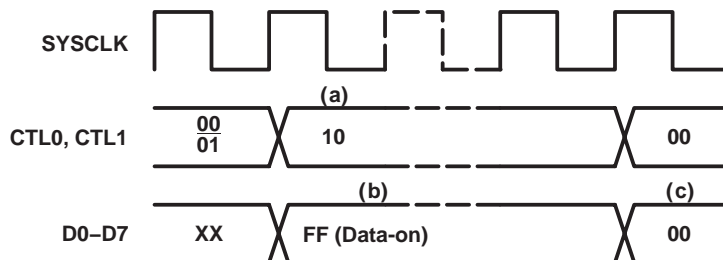 SYSCLK
(a)
CTL0, CTL1
00
01
10
00
(b)
(c)
D0–D7
XX
FF (Data-on)
00